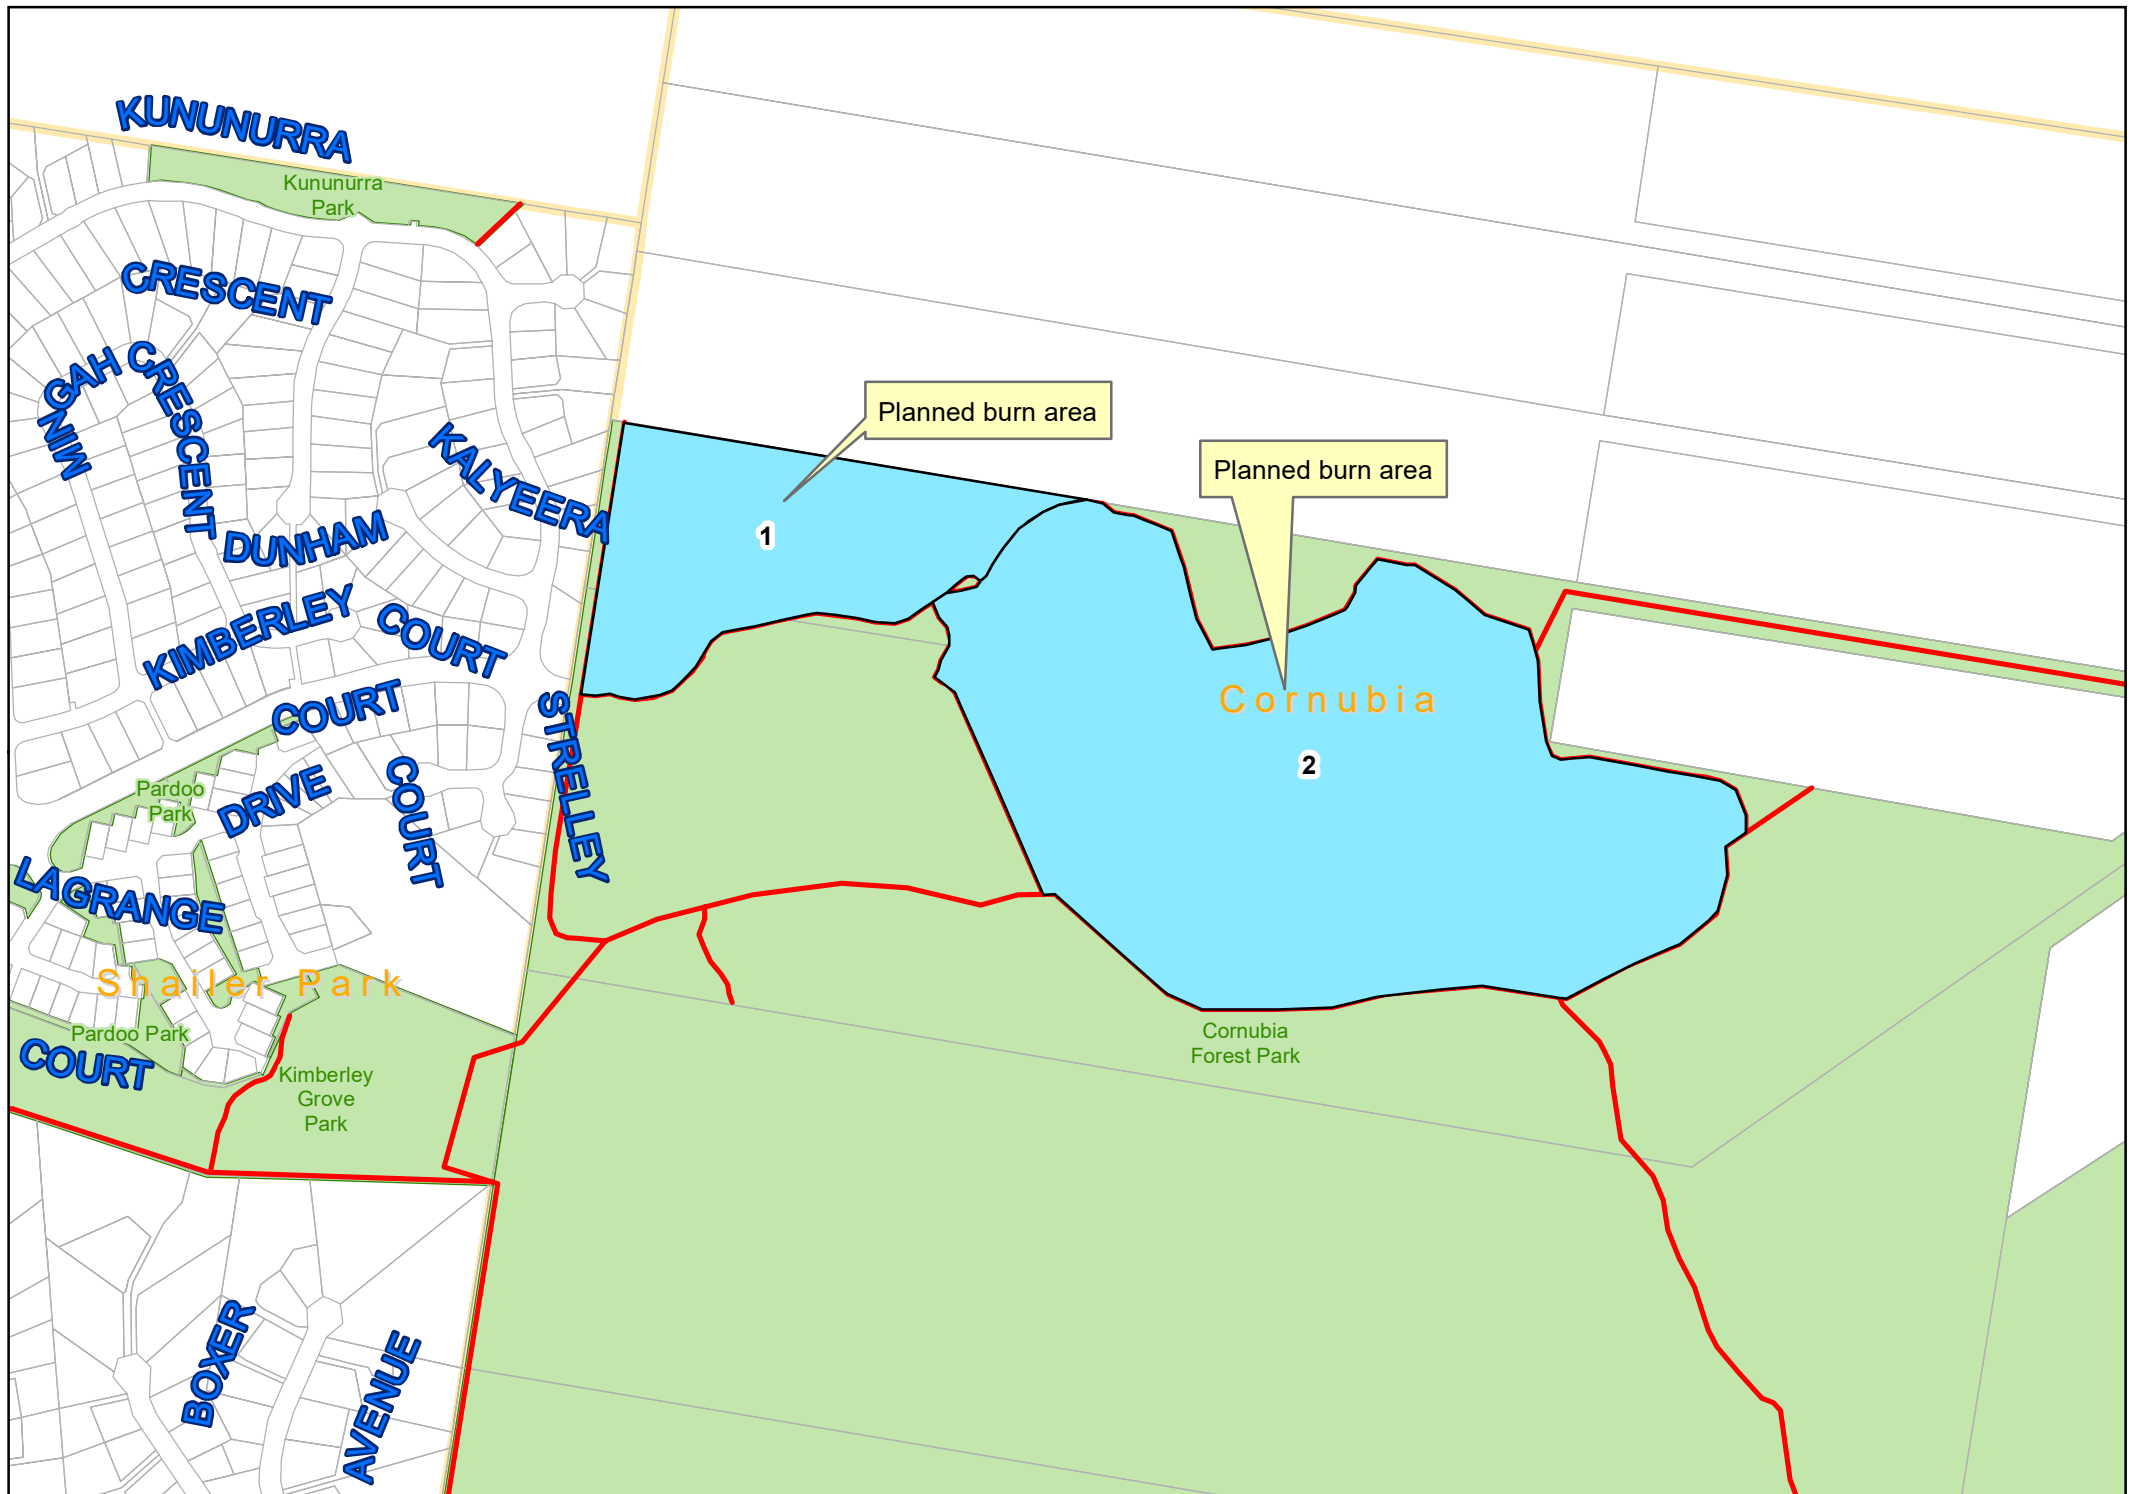 KUNUNURRA
Kununurra
Park
CRESCENT
MINGAH CRESCENT
Planned burn area
KALYEERA
Planned burn area
1
DUNHAM
KIMBERLEY
COURT
Cornubia
COURT
STRELLEY
2
Pardoo
Park
DRIVE
COURT
LAGRANGE
Shailer Park
Pardoo Park
COURT
Cornubia
Forest Park
Kimberley
Grove
Park
BOXER
AVENUE